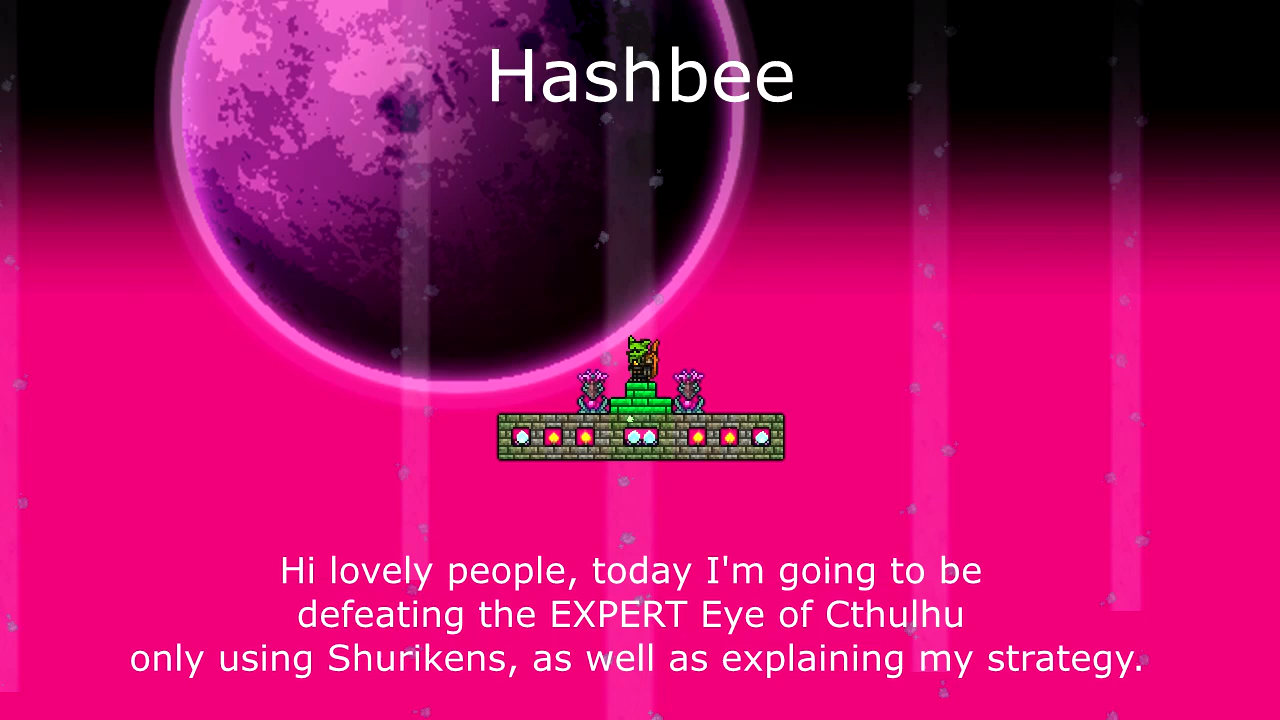 Hashbee
Hi lovely people, today I'm going to be
defeating the EXPERT Eye of Cthulhu
only using Shurikens, as well as explaining my strategy.